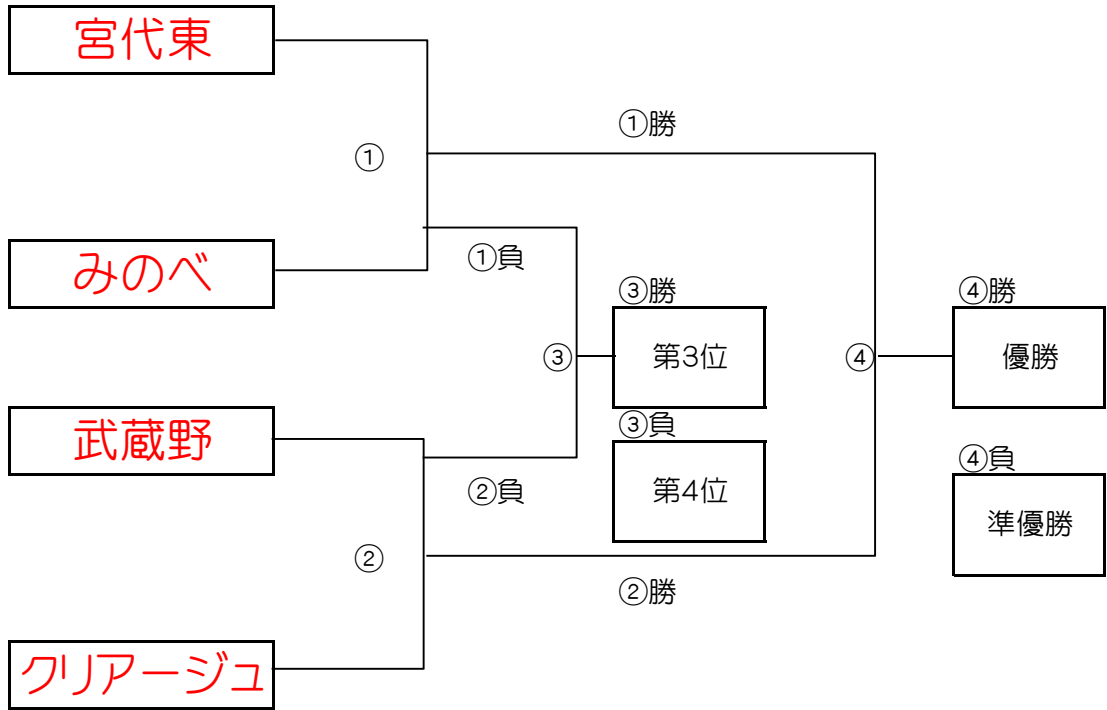 宮代東
①勝
①
みのべ
①負
③勝
④勝
③
第3位
④
優勝
武蔵野
③負
④負
②負
第4位
準優勝
②
②勝
クリアージュ